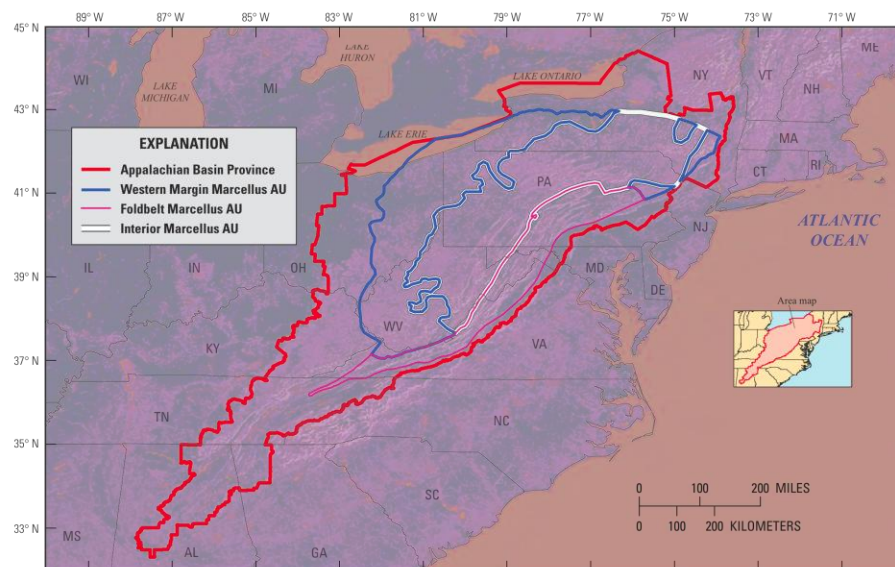 89° W 87° W 85° W 83° W 81° W 79° W 77° W 75° W 73° W 71° W
45° N
43° N
41° N
39° N
37° N
35° N
33° N
LAKE
HURON
LAKE
MICHIGAN
LAKE ONTARIO
LAKE ERIE
WI
MI
NY
VT
ME
NH
MA
CT
RI
PA
NJ
IL
IN
OH
MD
DE
WV
KY
VA
TN
NC
SC
MS
AL
GA
ATLANTIC
OCEAN
EXPLANATION
Appalachian Basin Province
Western Margin Marcellus AU
Foldbelt Marcellus AU
Interior Marcellus AU
Area map
0 100 200 MILES
0 100 200 KILOMETERS